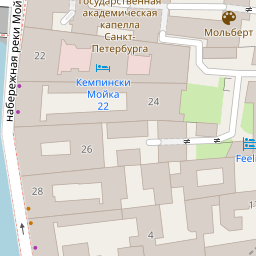 Государственная
академическая
капелла
Санкт-
Петербурга
Мольберт
набережная реки Мой
22
Кемпински
Мойка
22
24
26
Feel
28
4